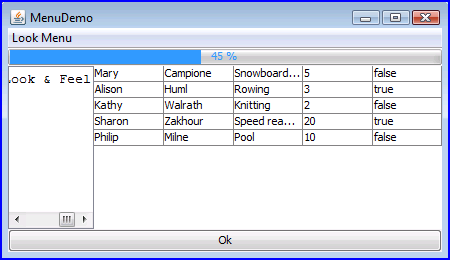 MenuDemo
Look Menu
45 %
Look & Feel
Mary Campione Snowboard... 5 false
Alison Huml Rowing 3 true
Kathy Walrath Knitting 2 false
Sharon Zakhour Speed rea... 20 true
Philip Milne Pool 10 false
Ok